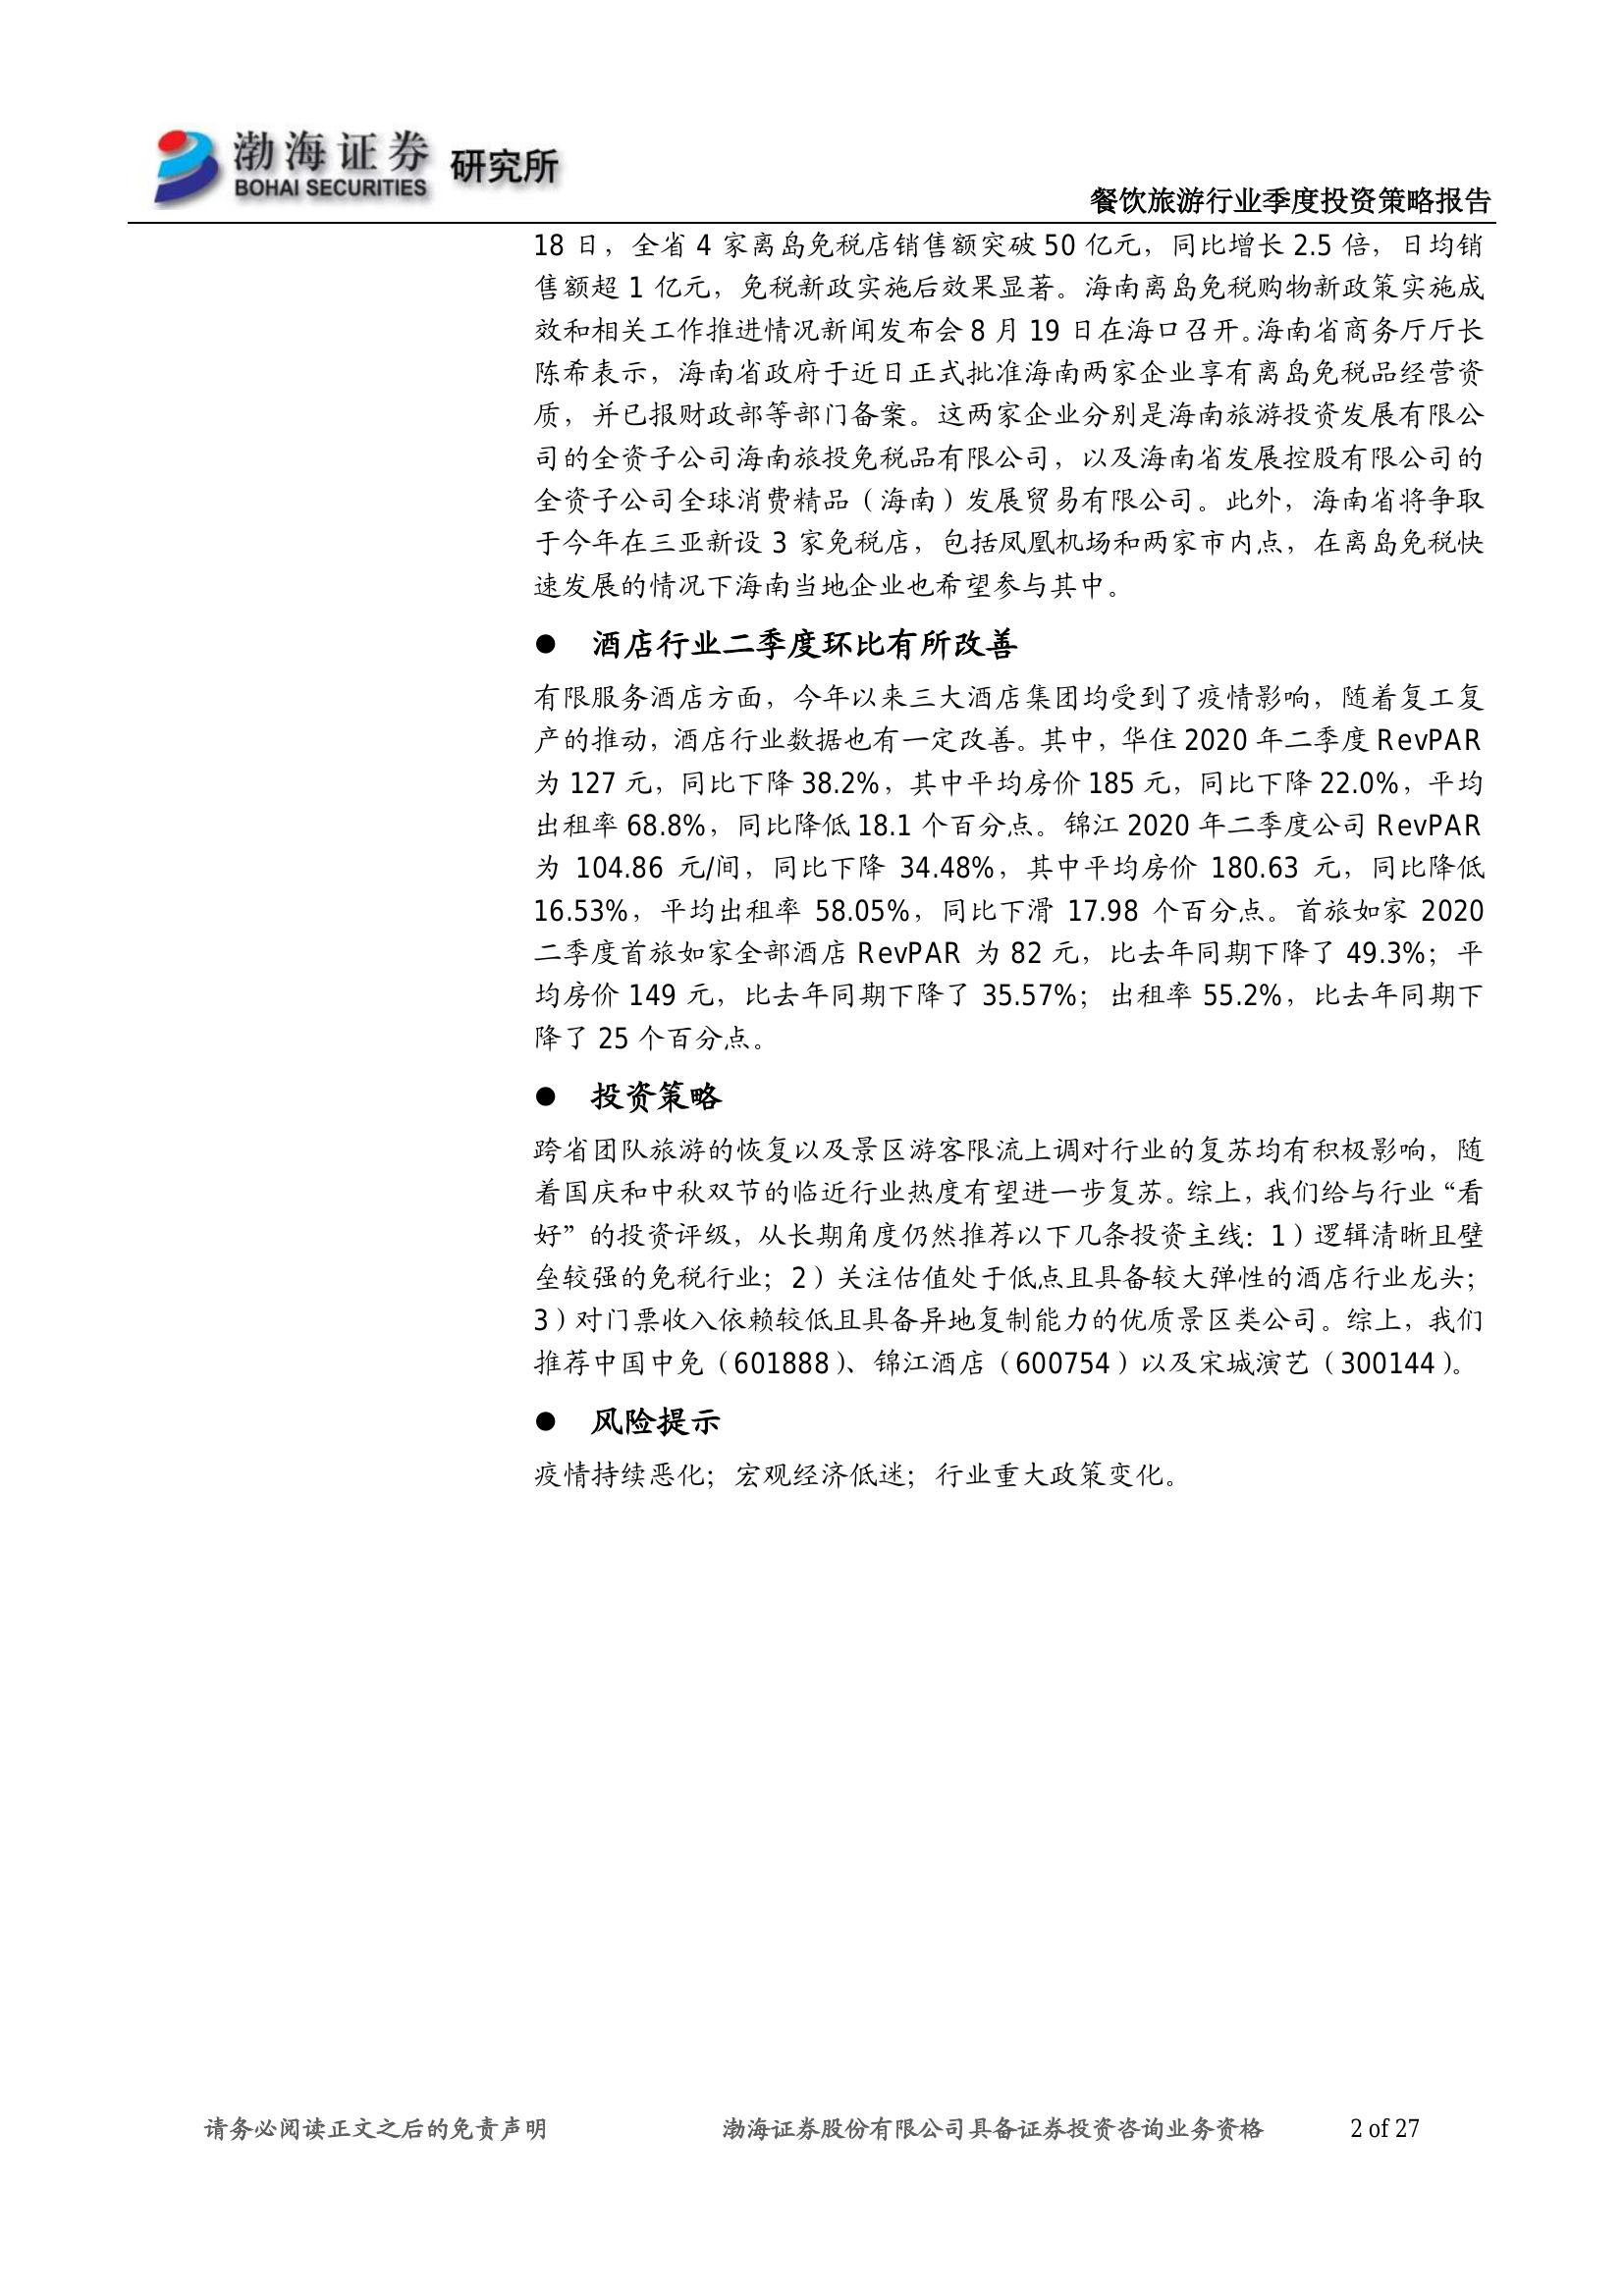 渤海证券 研究所
BOHAI SECURITIES
餐饮旅游行业季度投资策略报告
18 日，全省 4 家离岛免税店销售额突破 50 亿元，同比增长 2.5 倍，日均销
售额超 1 亿元，免税新政实施后效果显著。海南离岛免税购物新政策实施成
效和相关工作推进情况新闻发布会 8 月 19 日在海口召开。海南省商务厅厅长
陈希表示，海南省政府于近日正式批准海南两家企业享有离岛免税品经营资
质，并已报财政部等部门备案。这两家企业分别是海南旅游投资发展有限公
司的全资子公司海南旅投免税品有限公司，以及海南省发展控股有限公司的
全资子公司全球消费精品（海南）发展贸易有限公司。此外，海南省将争取
于今年在三亚新设 3 家免税店，包括凤凰机场和两家市内点，在离岛免税快
速发展的情况下海南当地企业也希望参与其中。
● 酒店行业二季度环比有所改善
有限服务酒店方面，今年以来三大酒店集团均受到了疫情影响，随着复工复
产的推动，酒店行业数据也有一定改善。其中，华住 2020 年二季度 RevPAR
为 127 元，同比下降 38.2%，其中平均房价 185 元，同比下降 22.0%，平均
出租率 68.8%，同比降低 18.1 个百分点。锦江 2020 年二季度公司 RevPAR
为 104.86 元/间，同比下降 34.48%，其中平均房价 180.63 元，同比降低
16.53%，平均出租率 58.05%，同比下滑 17.98 个百分点。首旅如家 2020
二季度首旅如家全部酒店 RevPAR 为 82 元，比去年同期下降了 49.3%；平
均房价 149 元，比去年同期下降了 35.57%；出租率 55.2%，比去年同期下
降了 25 个百分点。
● 投资策略
跨省团队旅游的恢复以及景区游客限流上调对行业的复苏均有积极影响，随
着国庆和中秋双节的临近行业热度有望进一步复苏。综上，我们给与行业“看
好”的投资评级，从长期角度仍然推荐以下几条投资主线：1）逻辑清晰且壁
垒较强的免税行业；2）关注估值处于低点且具备较大弹性的酒店行业龙头；
3）对门票收入依赖较低且具备异地复制能力的优质景区类公司。综上，我们
推荐中国中免（601888）、锦江酒店（600754）以及宋城演艺（300144）。
● 风险提示
疫情持续恶化；宏观经济低迷；行业重大政策变化。
请务必阅读正文之后的免责声明 渤海证券股份有限公司具备证券投资咨询业务资格 2 of 27